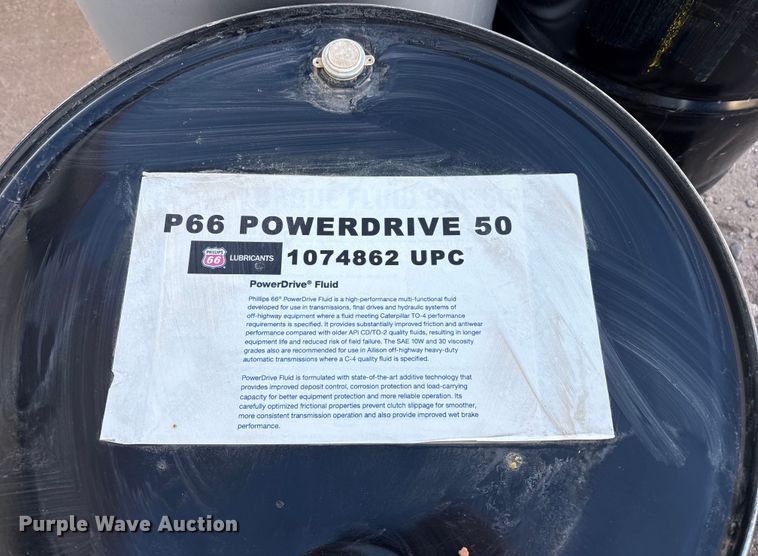 P66 POWERDRIVE 50
PHILLIPS 66 LUBRICANTS 1074862 UPC
PowerDrive® Fluid
Phillips 66® PowerDrive Fluid is a high-performance multi-functional fluid
developed for use in transmissions, final drives and hydraulic systems of
off-highway equipment where a fluid meeting Caterpillar TO-4 performance
requirements is specified. It provides substantially improved friction and antiwear
performance compared with older API CD/TO-2 quality fluids, resulting in longer
equipment life and reduced risk of field failure. The SAE 10W and 30 viscosity
grades also are recommended for use in Allison off-highway heavy-duty
automatic transmissions where a C-4 quality fluid is specified.
PowerDrive Fluid is formulated with state-of-the-art additive technology that
provides improved deposit control, corrosion protection and load-carrying
capacity for better equipment protection and more reliable operation. Its
carefully optimized frictional properties prevent clutch slippage for smoother,
more consistent transmission operation and also provide improved wet brake
performance.
Purple Wave Auction